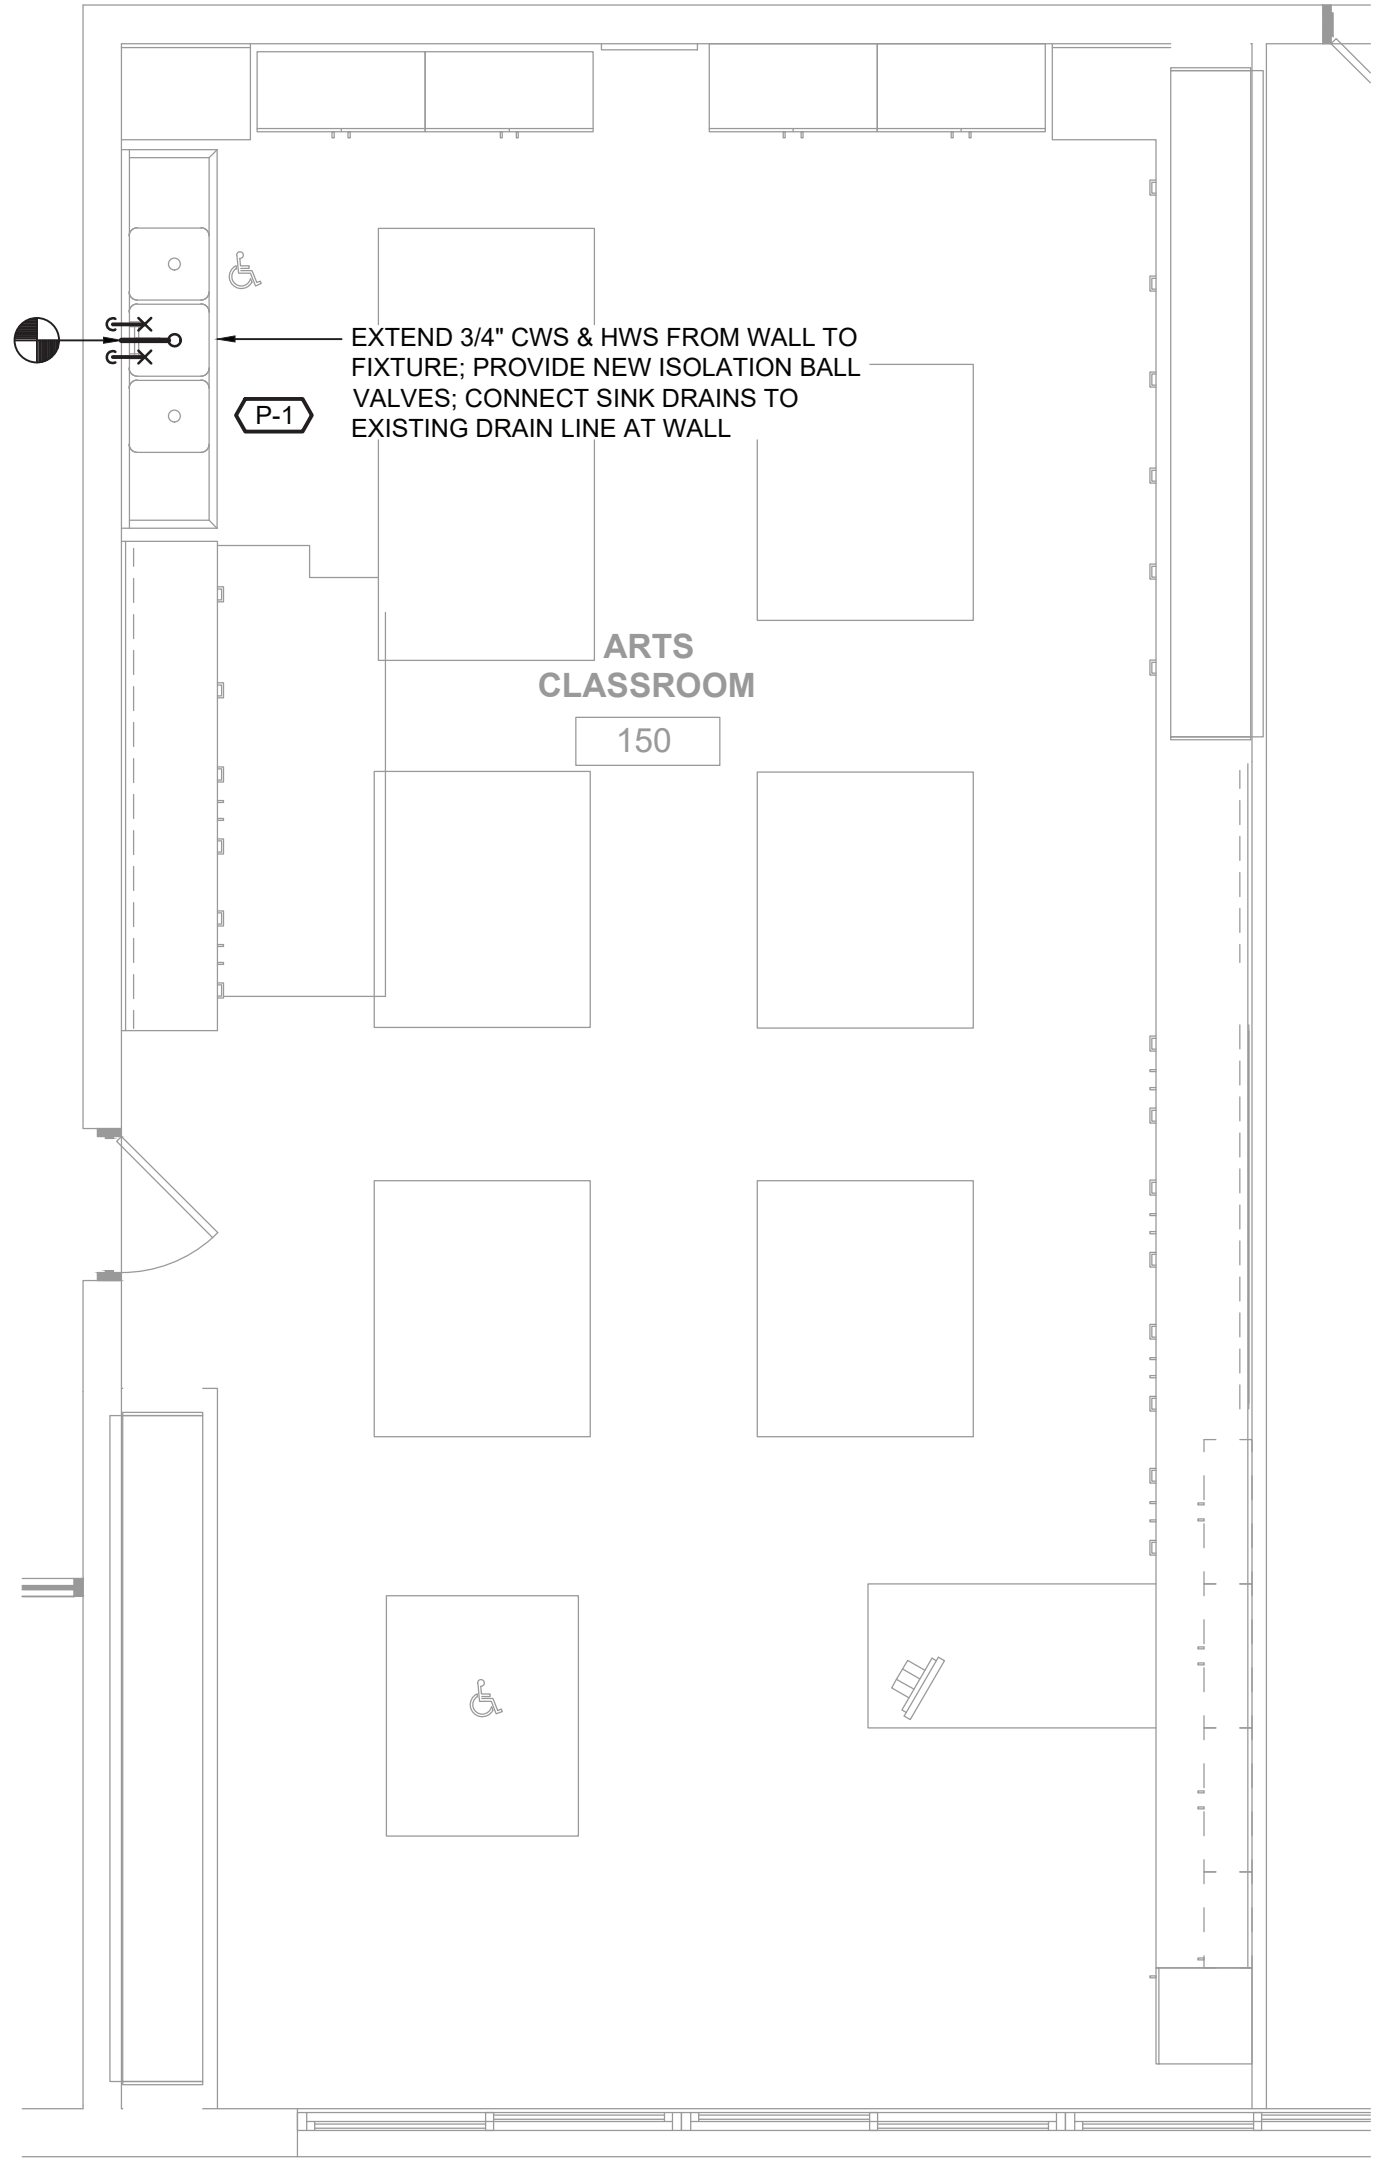 EXTEND 3/4" CWS & HWS FROM WALL TO
FIXTURE; PROVIDE NEW ISOLATION BALL
VALVES; CONNECT SINK DRAINS TO
EXISTING DRAIN LINE AT WALL
P-1
ARTS
CLASSROOM
150